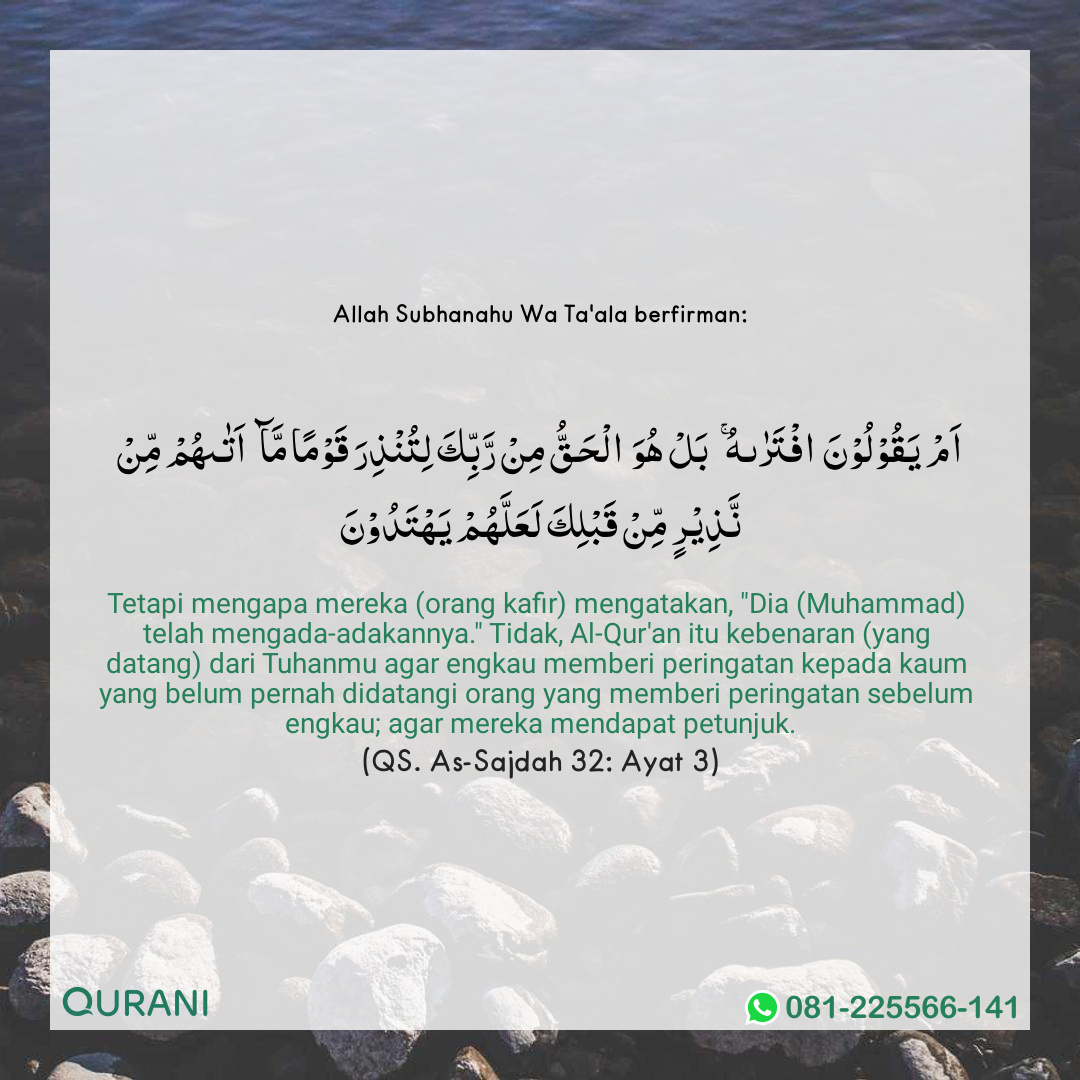 Allah Subhanahu Wa Ta'ala berfirman:
اَمْ يَقُوْلُوْنَ افْتَرٰٮهُ ۚ بَلْ هُوَ الْحَـقُّ مِنْ رَّبِّكَ لِتُنْذِرَ قَوْمًا مَّاۤ اَتٰٮهُمْ مِّنْ
نَّذِيْرٍ مِّنْ قَبْلِكَ لَعَلَّهُمْ يَهْتَدُوْنَ
Tetapi mengapa mereka (orang kafir) mengatakan, "Dia (Muhammad)
telah mengada-adakannya." Tidak, Al-Qur'an itu kebenaran (yang
datang) dari Tuhanmu agar engkau memberi peringatan kepada kaum
yang belum pernah didatangi orang yang memberi peringatan sebelum
engkau; agar mereka mendapat petunjuk.
(QS. As-Sajdah 32: Ayat 3)
QURANI
081-225566-141